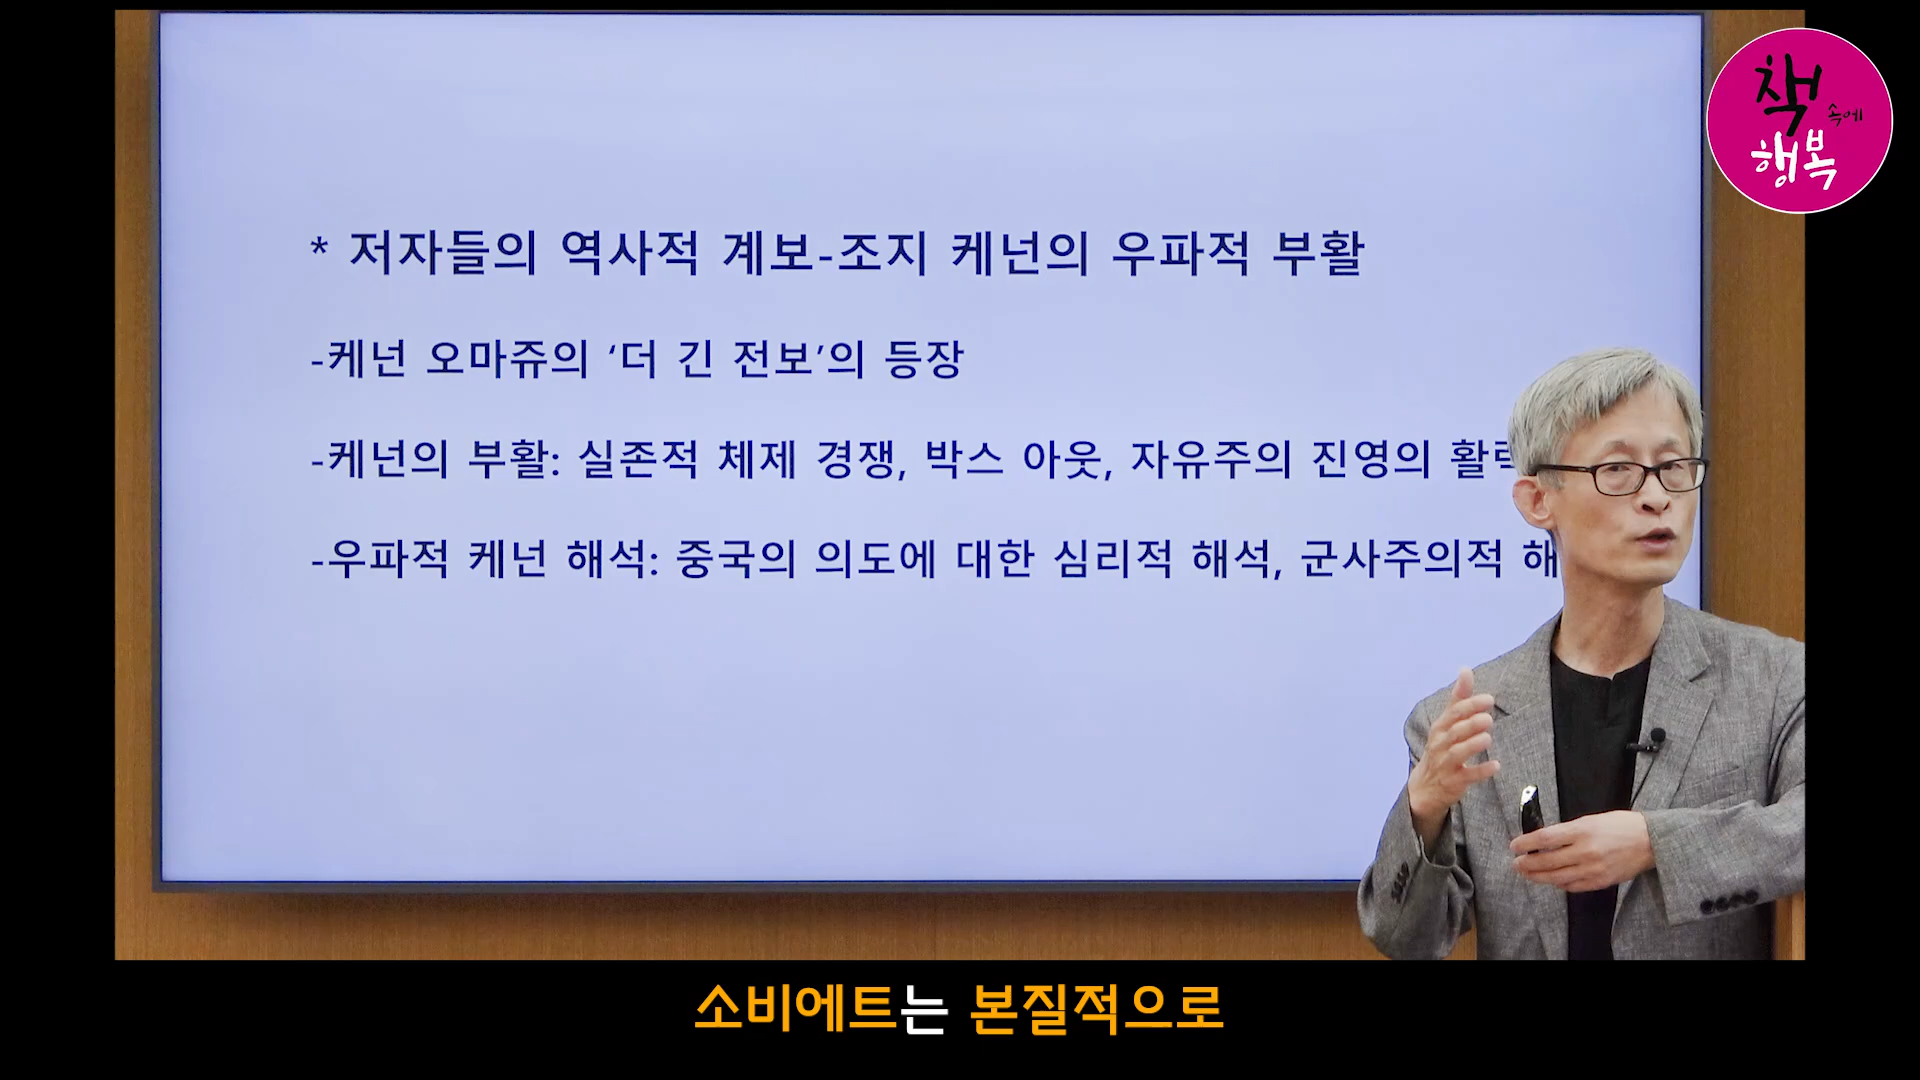 책
속에
행복
* 저자들의 역사적 계보-조지 케넌의 우파적 부활
-케넌 오마쥬의 ‘더 긴 전보’의 등장
-케넌의 부활: 실존적 체제 경쟁, 박스 아웃, 자유주의 진영의
-우파적 케넌 해석: 중국의 의도에 대한 심리적 해석, 군사주의적
소비에트는 본질적으로